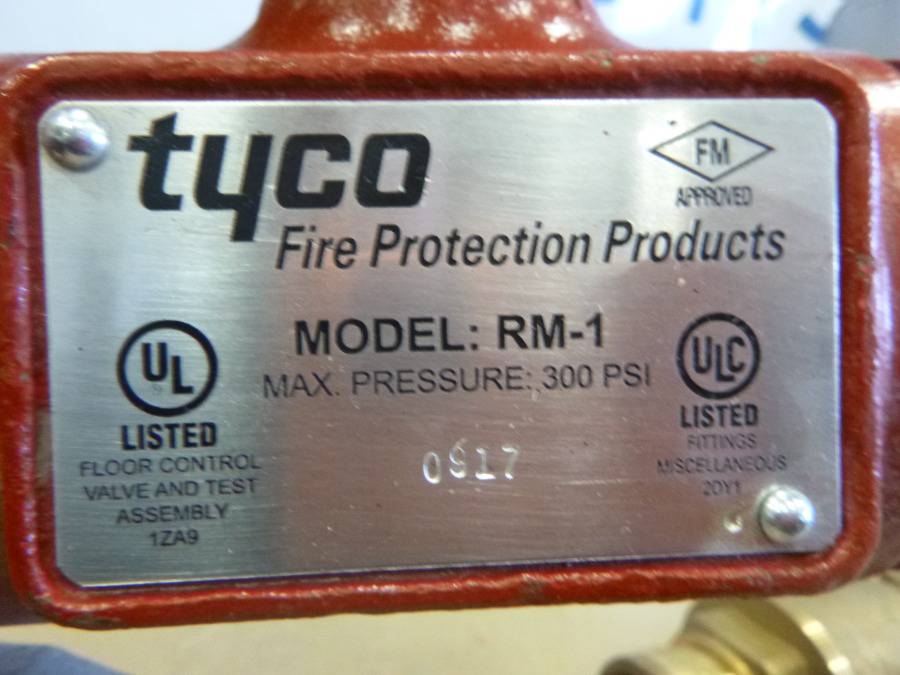 tyco
FM
APPROVED
Fire Protection Products
MODEL: RM-1
MAX. PRESSURE: 300 PSI
UL
LISTED
FLOOR CONTROL
VALVE AND TEST
ASSEMBLY
1ZA9
ULC
LISTED
FITTINGS
MISCELLANEOUS
20Y1
0917